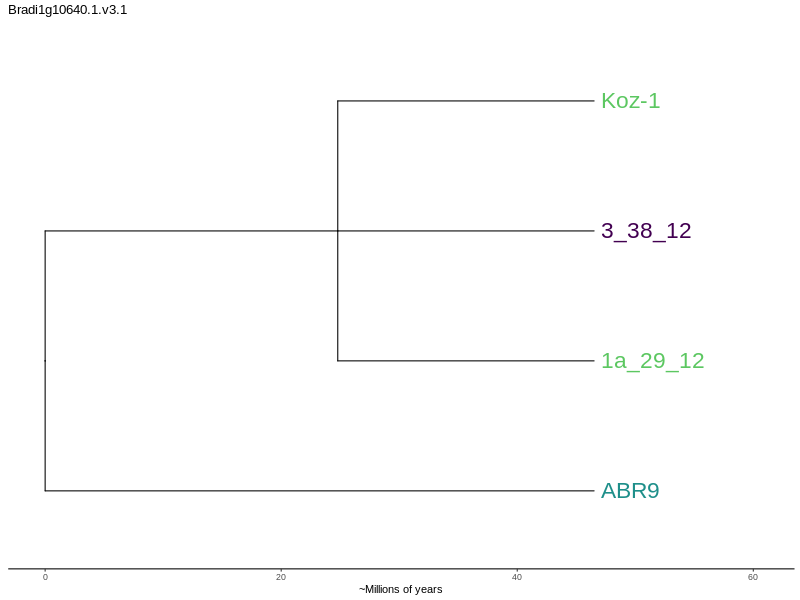 Bradi1g10640.1.v3.1
Koz-1
3_38_12
1a_29_12
ABR9
0 20 40 60
~Millions of years